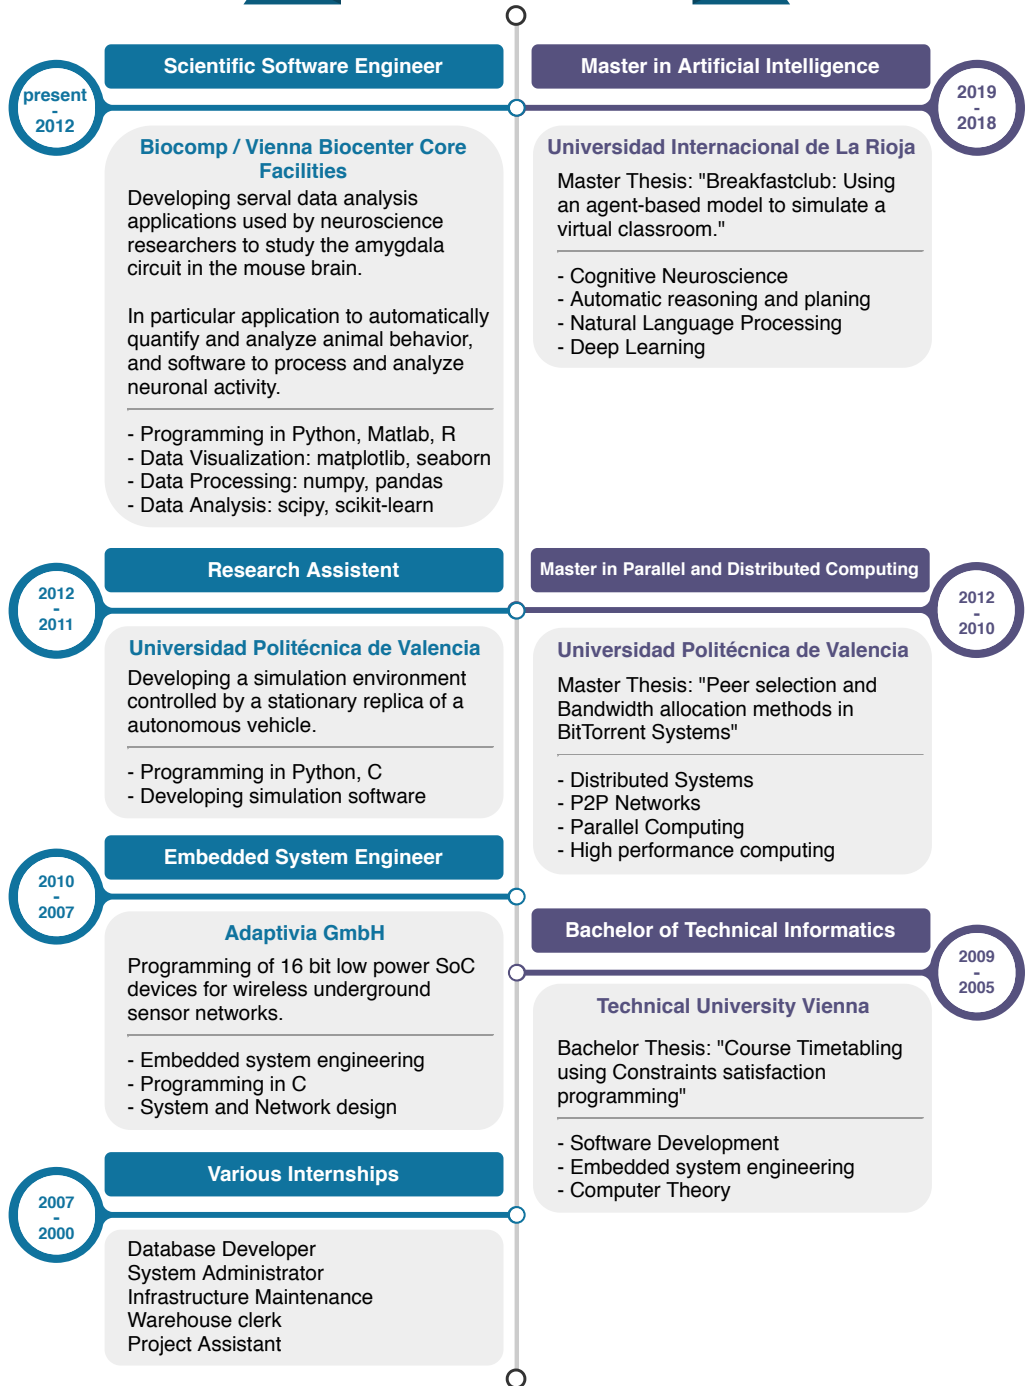 Scientific Software Engineer
present
-
2012
Biocomp / Vienna Biocenter Core
Facilities
Developing serval data analysis
applications used by neuroscience
researchers to study the amygdala
circuit in the mouse brain.
In particular application to automatically
quantify and analyze animal behavior,
and software to process and analyze
neuronal activity.
- Programming in Python, Matlab, R
- Data Visualization: matplotlib, seaborn
- Data Processing: numpy, pandas
- Data Analysis: scipy, scikit-learn
Research Assistent
2012
-
2011
Universidad Politécnica de Valencia
Developing a simulation environment
controlled by a stationary replica of a
autonomous vehicle.
- Programming in Python, C
- Developing simulation software
Embedded System Engineer
2010
-
2007
Adaptivia GmbH
Programming of 16 bit low power SoC
devices for wireless underground
sensor networks.
- Embedded system engineering
- Programming in C
- System and Network design
Various Internships
2007
-
2000
Database Developer
System Administrator
Infrastructure Maintenance
Warehouse clerk
Project Assistant
Master in Artificial Intelligence
2019
-
2018
Universidad Internacional de La Rioja
Master Thesis: "Breakfastclub: Using
an agent-based model to simulate a
virtual classroom."
- Cognitive Neuroscience
- Automatic reasoning and planing
- Natural Language Processing
- Deep Learning
Master in Parallel and Distributed Computing
2012
-
2010
Universidad Politécnica de Valencia
Master Thesis: "Peer selection and
Bandwidth allocation methods in
BitTorrent Systems"
- Distributed Systems
- P2P Networks
- Parallel Computing
- High performance computing
Bachelor of Technical Informatics
2009
-
2005
Technical University Vienna
Bachelor Thesis: "Course Timetabling
using Constraints satisfaction
programming"
- Software Development
- Embedded system engineering
- Computer Theory